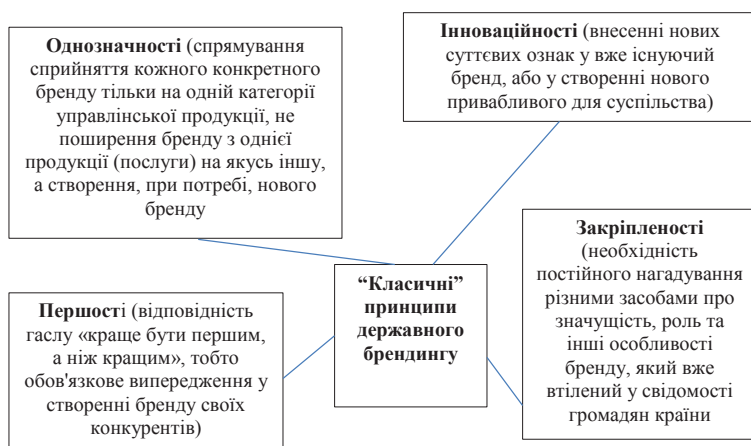 Однозначності (спрямування
сприйняття кожного конкретного
бренду тільки на одній категорії
управлінської продукції, не
поширення бренду з однієї
продукції (послуги) на якусь іншу,
а створення, при потребі, нового
бренду
Інноваційності (внесенні нових
суттєвих ознак у вже існуючий
бренд, або у створенні нового
привабливого для суспільства)
Першості (відповідність
гаслу «краще бути першим,
а ніж кращим», тобто
обов'язкове випередження у
створенні бренду своїх
конкурентів)
“Класичні”
принципи
державного
брендингу
Закріпленості
(необхідність
постійного нагадування
різними засобами про
значущість, роль та
інші особливості
бренду, який вже
втілений у свідомості
громадян країни